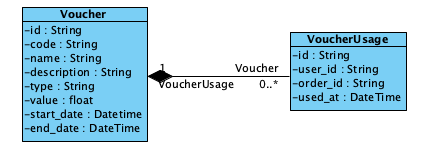 Voucher
-id : String
-code : String
-name : String
-description : String
-type : String
-value : float
-start_date : Datetime
-end_date : DateTime
1
VoucherUsage
Voucher
0..*
VoucherUsage
-id : String
-user_id : String
-order_id : String
-used_at : DateTime